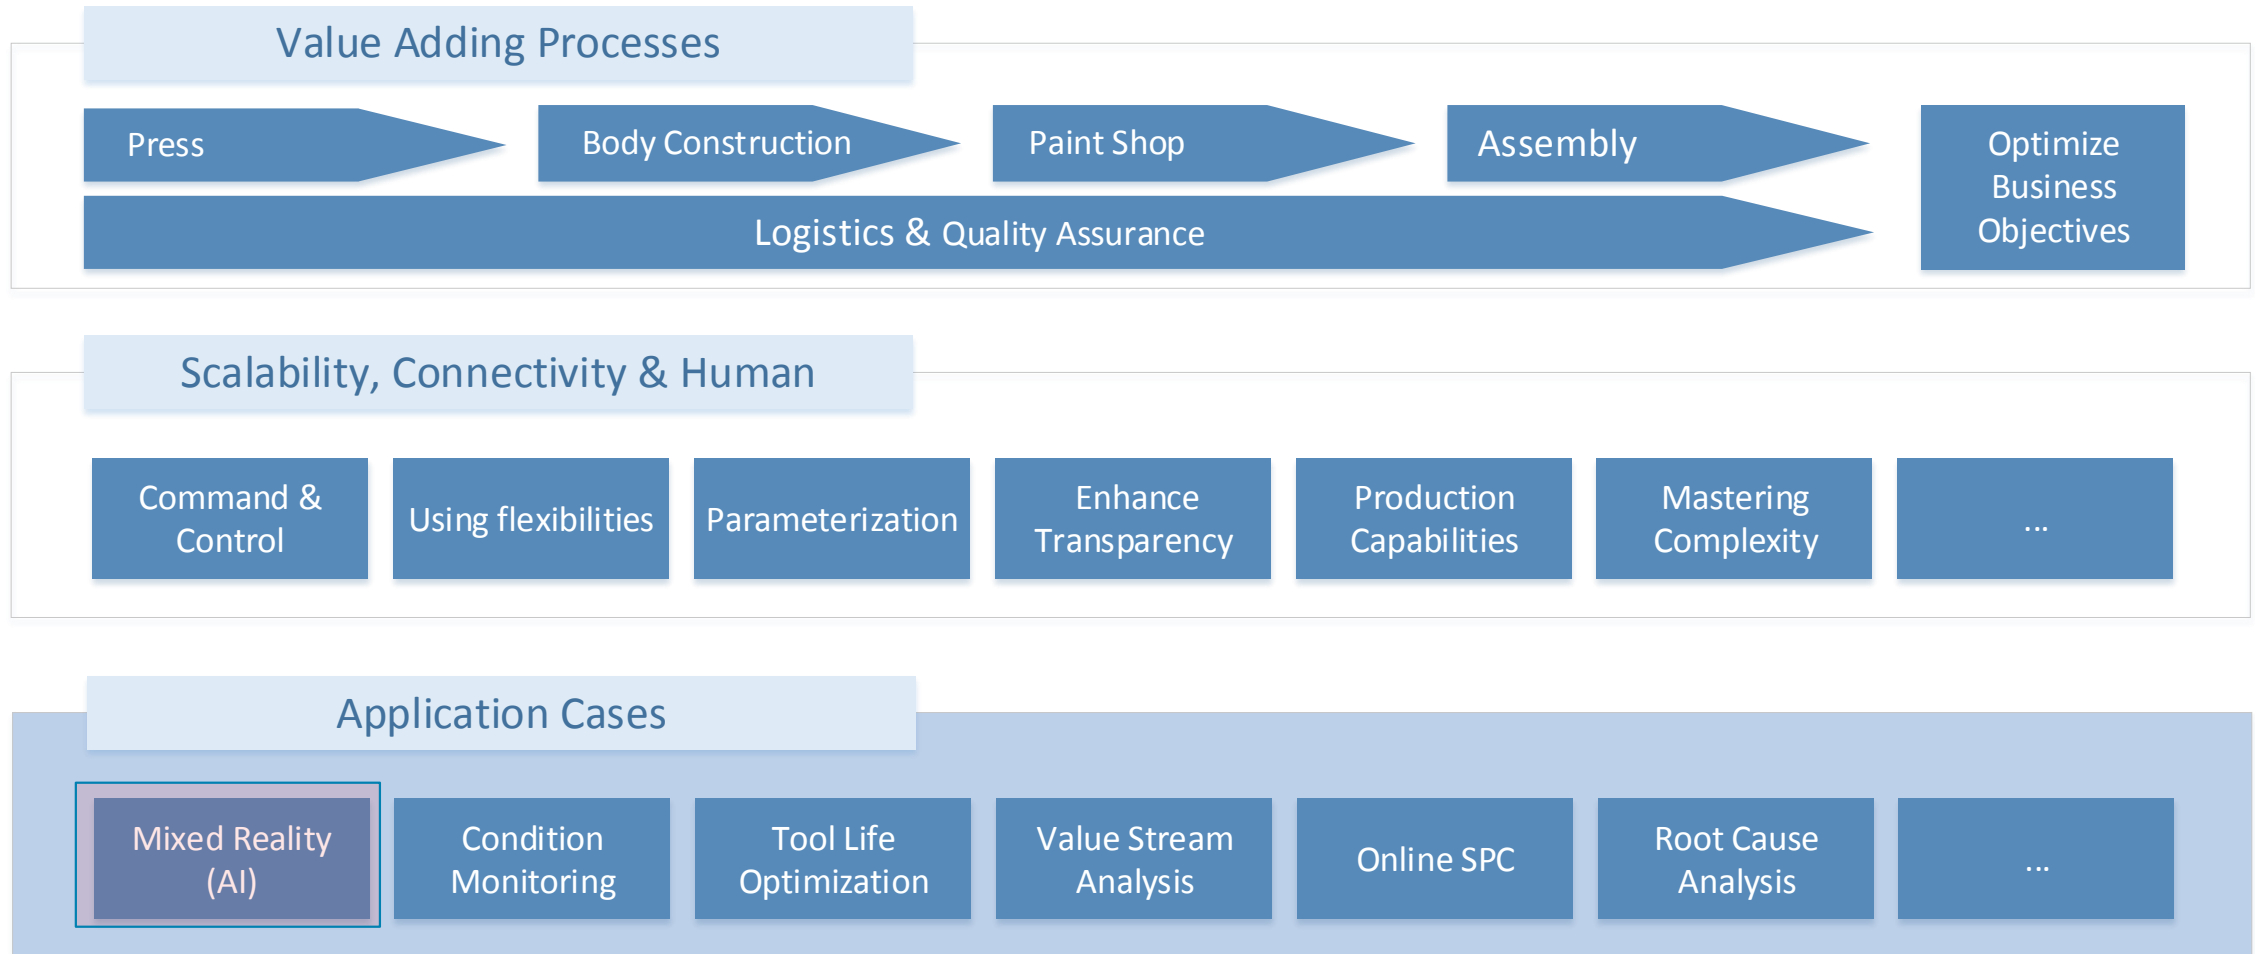 Value Adding Processes
Press
Body Construction
Paint Shop
Assembly
Optimize
Business
Objectives
Logistics & Quality Assurance
Scalability, Connectivity & Human
Command &
Control
Using flexibilities
Parameterization
Enhance
Transparency
Production
Capabilities
Mastering
Complexity
...
Application Cases
Mixed Reality
(AI)
Condition
Monitoring
Tool Life
Optimization
Value Stream
Analysis
Online SPC
Root Cause
Analysis
...